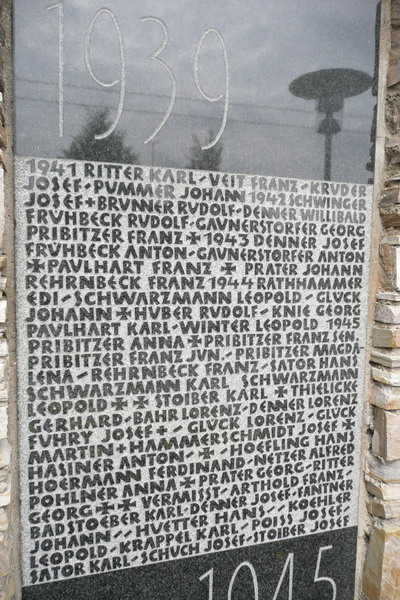 1939
1941 RITTER KARL - VEIT FRANZ - KRUDER
JOSEF - PUMMER JOHANN 1942 SCHWINGER
JOSEF + BRUNNER RUDOLF - DENNER WILLIBALD
FRUHBECK RUDOLF - GAUNERSTORFER GEORG
PRIBITZER FRANZ ✠ 1943 DENNER JOSEF
FRUHBECK ANTON - GAUNERSTORFER ANTON
✠ PAULHART FRANZ ✠ PRATER JOHANN
REHRNBECK FRANZ 1944 RATHHAMMER
EDI - SCHWARZMANN LEOPOLD - GLUCK
JOHANN ✠ HUBER RUDOLF - KNIE GEORG
PAULHART KARL - WINTER LEOPOLD 1945
PRIBITZER ANNA ✠ PRIBITZER FRANZ SEN.
PRIBITZER FRANZ JUN. - PRIBITZER MAGDA-
LENA - REHRNBECK FRANZ - SATOR HANS
SCHWARZMANN KARL SCHWARZMANN
LEOPOLD ✠ ✠ STOIBER KARL ✠ THIELICKE
GERHARD - BAHR LORENZ - DENNER LORENZ
FUHRY JOSEF + - GLUCK LORENZ - GLUCK
MARTIN + HAMMERSCHMIDT JOSEF ✠
HASINER ANTON - ✠ - HOEFLING HANS
HOERMANN FERDINAND - NETZER ALFRED
POHLNER ANNA ✠ PRATER GEORG - RITTER
GEORG ✠ ✠ VERMISST - ARTHOLD FRANZ -
BADSTOEBER KARL - DENNER JOSEF - FANTNER
JOHANN - - HUETTER HANS - - KOEHLER
LEOPOLD - KRAPPEL KARL - POISS JOSEF -
SATOR KARL - SCHUCH JOSEF - STOIBER JOSEF
1945